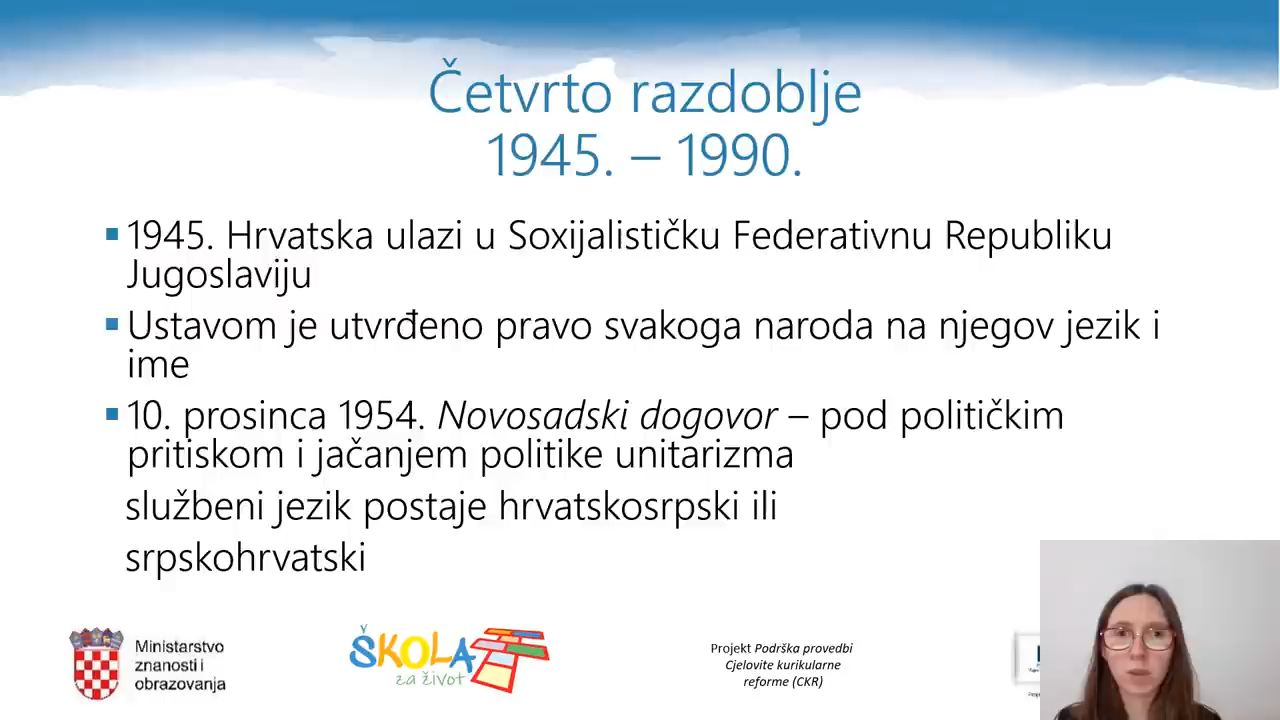 Četvrto razdoblje
1945. – 1990.
1945. Hrvatska ulazi u Soxijalističku Federativnu Republiku
Jugoslaviju
Ustavom je utvrđeno pravo svakoga naroda na njegov jezik i
ime
10. prosinca 1954. Novosadski dogovor – pod političkim
pritiskom i jačanjem politike unitarizma
službeni jezik postaje hrvatskosrpski ili
srpskohrvatski
Ministarstvo
znanosti i
obrazovanja
ŠKOLA
za život
Projekt Podrška provedbi
Cjelovite kurikularne
reforme (CKR)